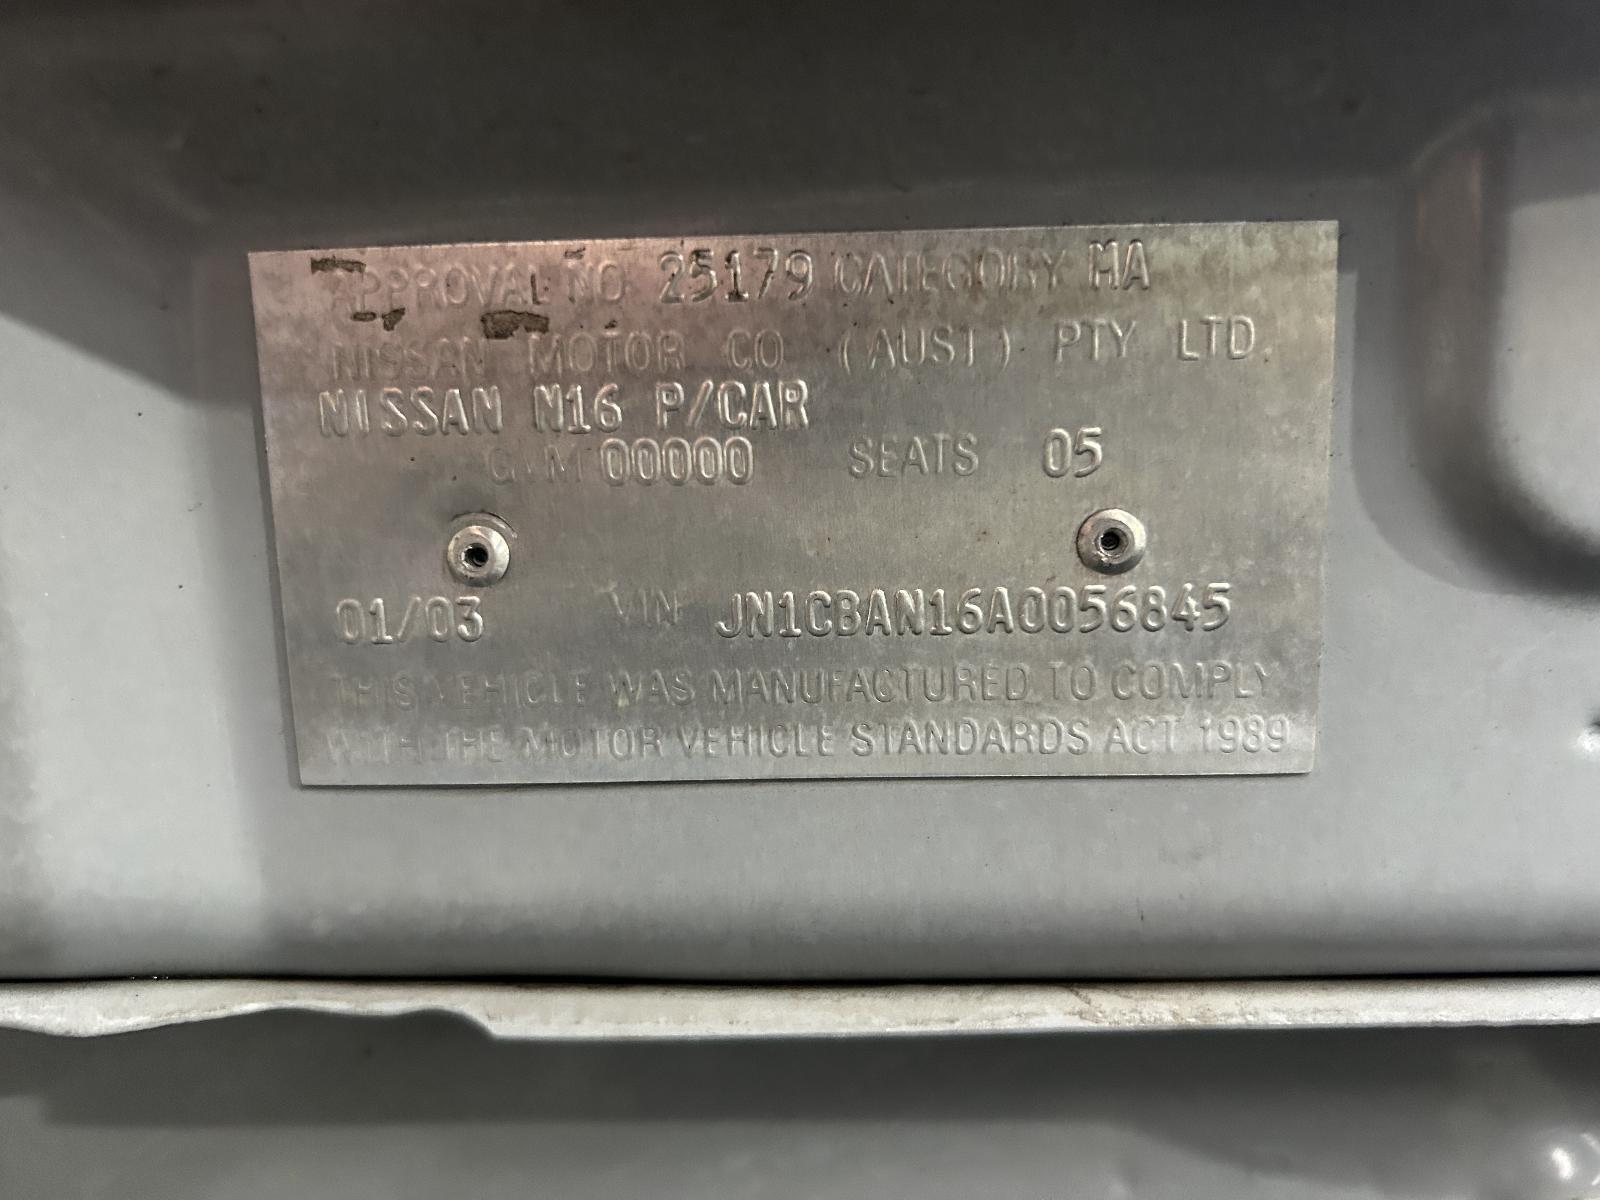 APPROVAL NO 25179 CATEGORY MA
NISSAN MOTOR CO (AUST) PTY LTD.
NISSAN N16 P/CAR
GVM 00000 SEATS 05
01/03 VIN JN1CBAN16A0056845
THIS VEHICLE WAS MANUFACTURED TO COMPLY
WITH THE MOTOR VEHICLE STANDARDS ACT 1989